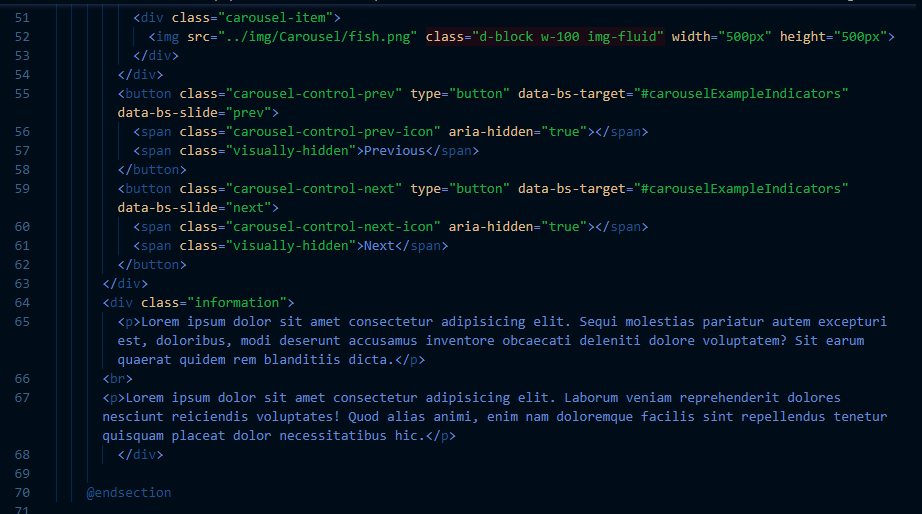 51 <div class="carousel-item">
52 <img src="../img/Carousel/fish.png" class="d-block w-100 img-fluid" width="500px" height="500px">
53 </div>
54 </div>
55 <button class="carousel-control-prev" type="button" data-bs-target="#carouselExampleIndicators"
data-bs-slide="prev">
56 <span class="carousel-control-prev-icon" aria-hidden="true"></span>
57 <span class="visually-hidden">Previous</span>
58 </button>
59 <button class="carousel-control-next" type="button" data-bs-target="#carouselExampleIndicators"
data-bs-slide="next">
60 <span class="carousel-control-next-icon" aria-hidden="true"></span>
61 <span class="visually-hidden">Next</span>
62 </button>
63 </div>
64 <div class="information">
65 <p>Lorem ipsum dolor sit amet consectetur adipisicing elit. Sequi molestias pariatur autem excepturi
est, doloribus, modi deserunt accusamus inventore obcaecati deleniti dolore voluptatem? Sit earum
quaerat quidem rem blanditiis dicta.</p>
66 <br>
67 <p>Lorem ipsum dolor sit amet consectetur adipisicing elit. Laborum veniam reprehenderit dolores
nesciunt reiciendis voluptates! Quod alias animi, enim nam doloremque facilis sint repellendus tenetur
quisquam placeat dolor necessitatibus hic.</p>
68 </div>
69
70 @endsection
71